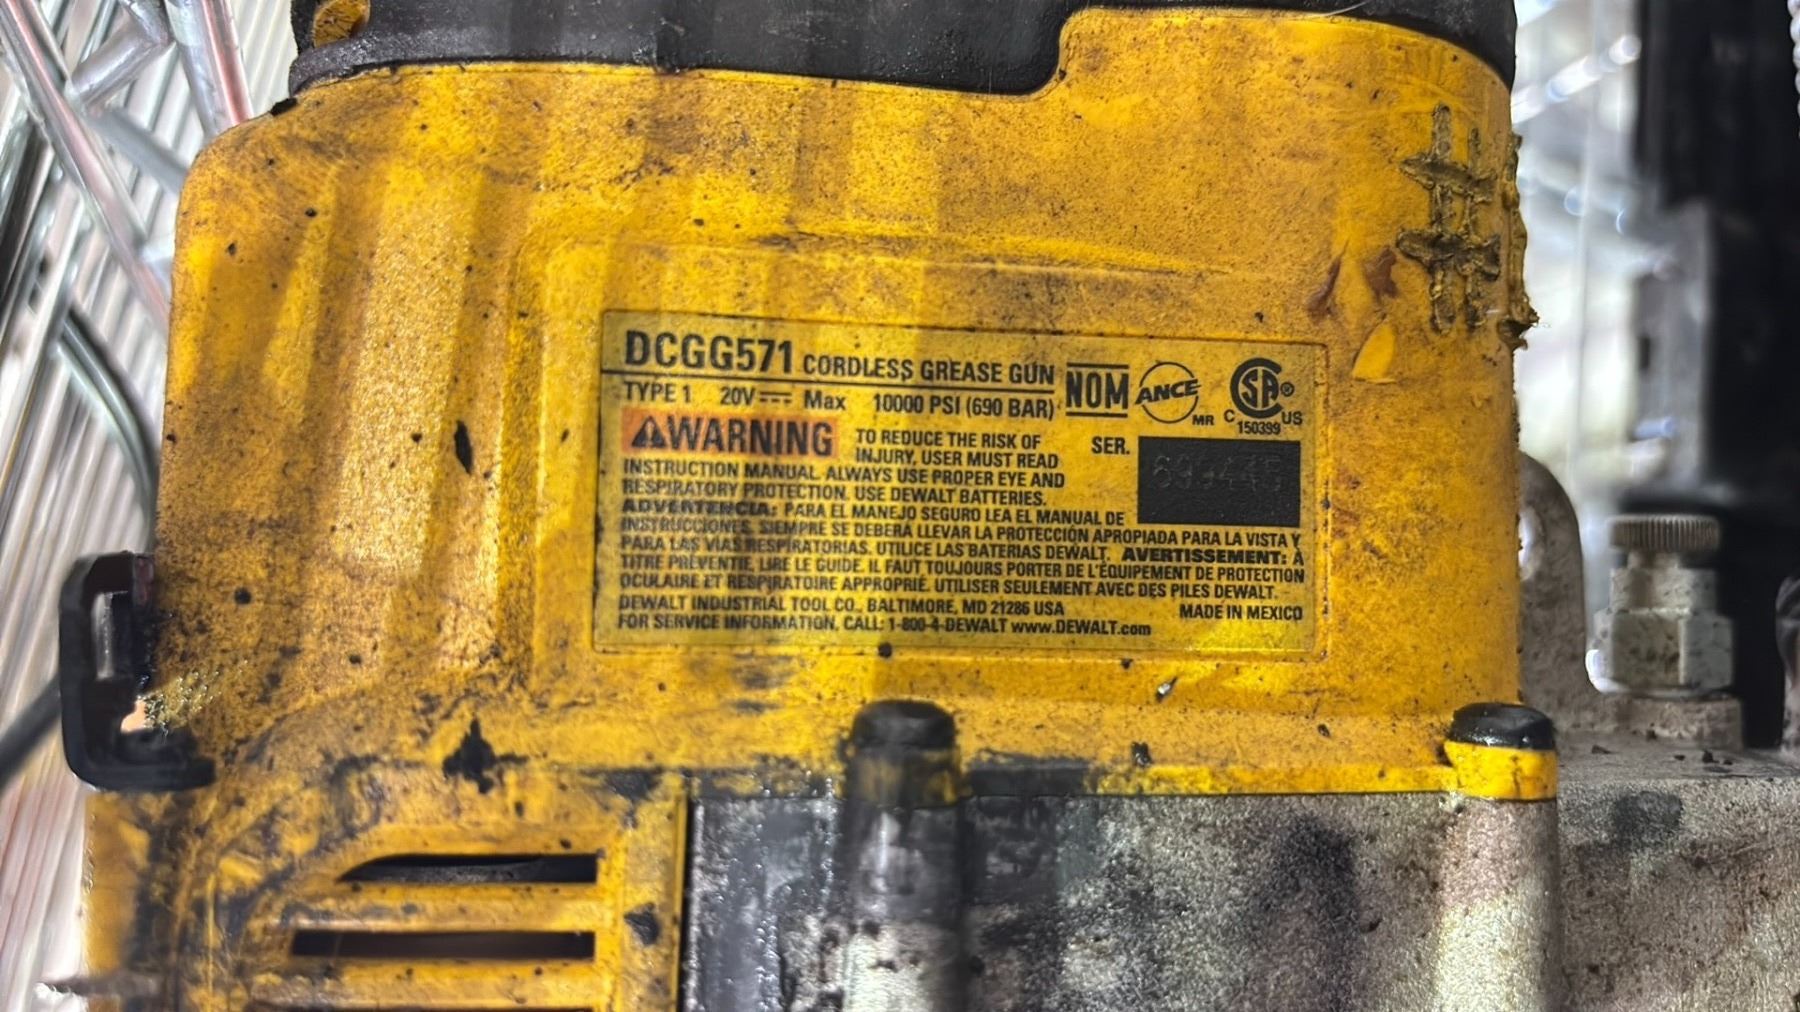 DCGG571 CORDLESS GREASE GUN
TYPE 1 20V Max 10000 PSI (690 BAR)
NOM ANCE MR
SA® C US
150399
WARNING TO REDUCE THE RISK OF
INJURY, USER MUST READ
INSTRUCTION MANUAL. ALWAYS USE PROPER EYE AND
RESPIRATORY PROTECTION. USE DEWALT BATTERIES.
SER.
ADVERTENCIA: PARA EL MANEJO SEGURO LEA EL MANUAL DE
INSTRUCCIONES. SIEMPRE SE DEBERÁ LLEVAR LA PROTECCIÓN APROPIADA PARA LA VISTA Y
PARA LAS VIAS RESPIRATORIAS. UTILICE LAS BATERIAS DEWALT. AVERTISSEMENT: À
TITRE PRÉVENTIF, LIRE LE GUIDE. IL FAUT TOUJOURS PORTER DE L'ÉQUIPEMENT DE PROTECTION
OCULAIRE ET RESPIRATOIRE APPROPRIÉ. UTILISER SEULEMENT AVEC DES PILES DEWALT.
DEWALT INDUSTRIAL TOOL CO., BALTIMORE, MD 21286 USA MADE IN MEXICO
FOR SERVICE INFORMATION, CALL: 1-800-4-DEWALT www.DEWALT.com